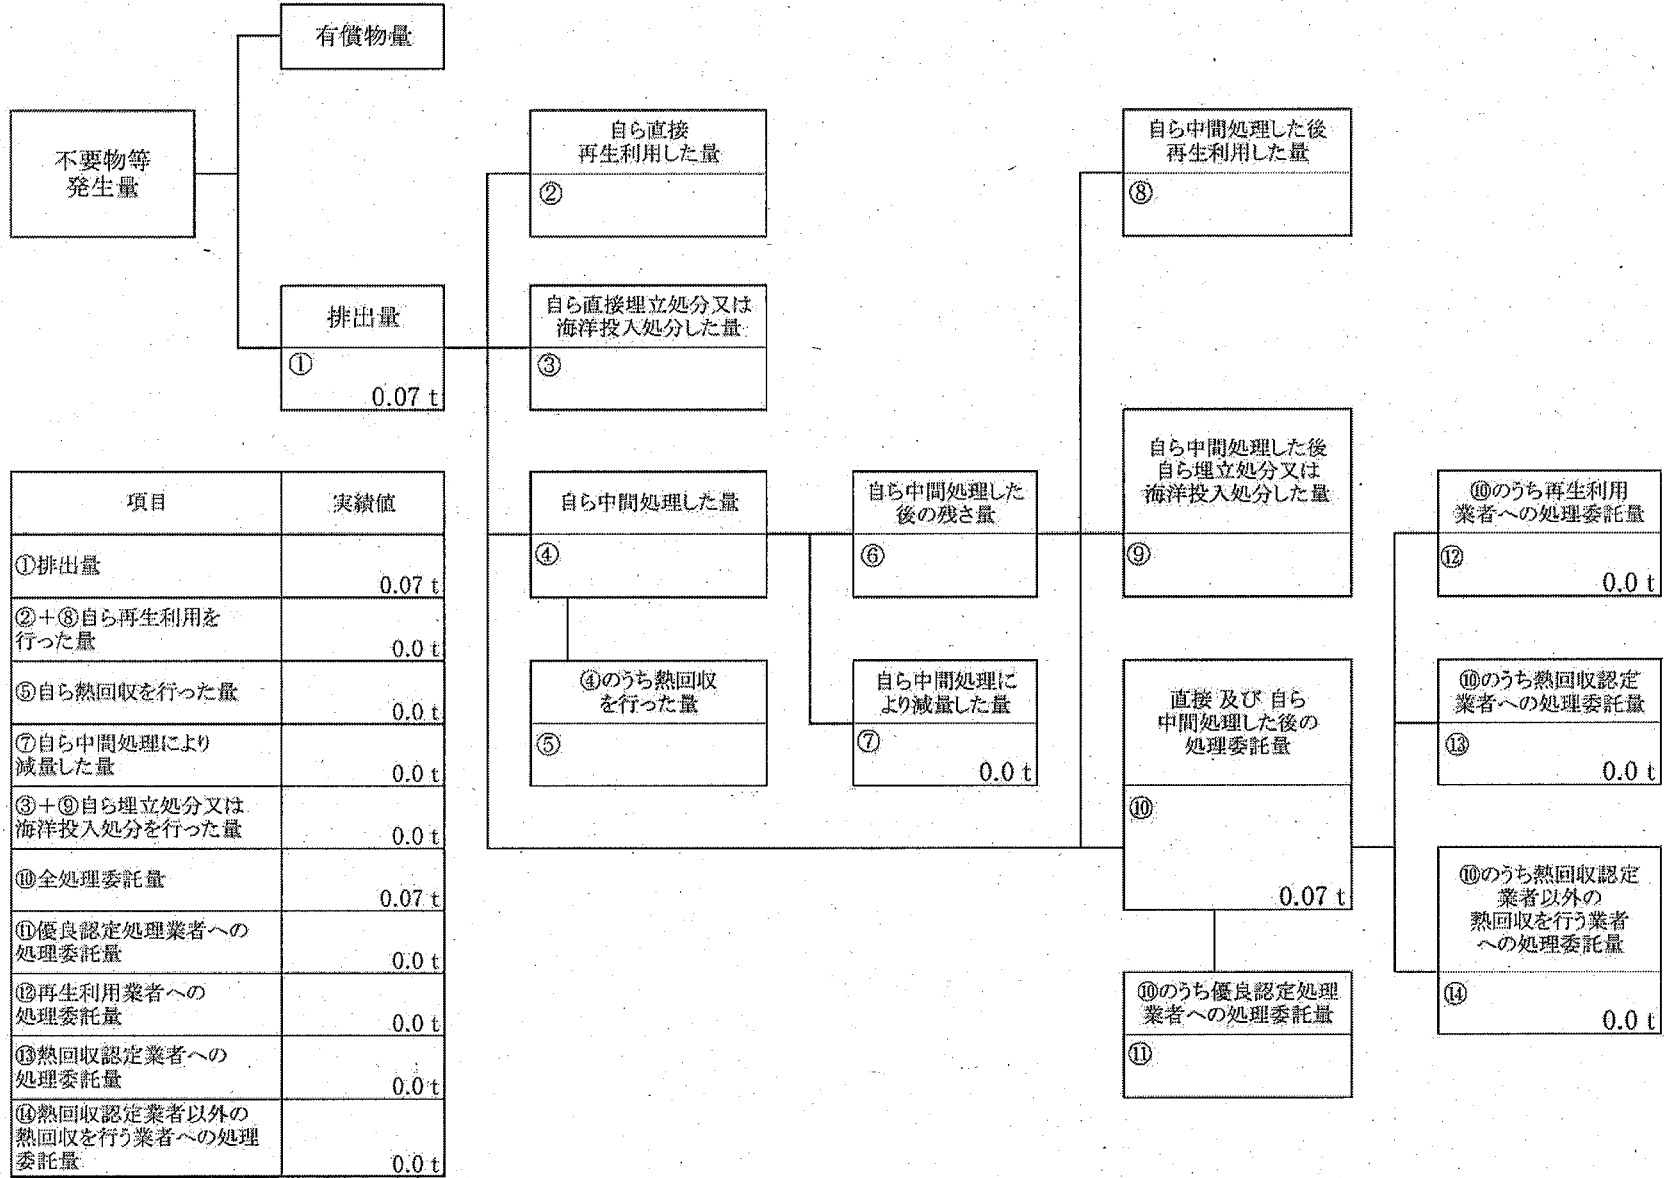 有償物量
不要物等
発生量
排出量
①
0.07 t
自ら直接
再生利用した量
②
自ら直接埋立処分又は
海洋投入処分した量
③
自ら中間処理した量
④
④のうち熱回収
を行った量
⑤
自ら中間処理した
後の残さ量
⑥
自ら中間処理に
より減量した量
⑦
0.0 t
自ら中間処理した後
再生利用した量
⑧
自ら中間処理した後
自ら埋立処分又は
海洋投入処分した量
⑨
直接 及び 自ら
中間処理した後の
処理委託量
⑩
0.07 t
⑩のうち優良認定処理
業者への処理委託量
⑪
⑩のうち再生利用
業者への処理委託量
⑫
0.0 t
⑩のうち熱回収認定
業者への処理委託量
⑬
0.0 t
⑩のうち熱回収認定
業者以外の
熱回収を行う業者
への処理委託量
⑭
0.0 t
項目 実績値
①排出量
0.07 t
②＋⑧自ら再生利用を
行った量
0.0 t
⑤自ら熱回収を行った量
0.0 t
⑦自ら中間処理により
減量した量
0.0 t
③＋⑨自ら埋立処分又は
海洋投入処分を行った量
0.0 t
⑩全処理委託量
0.07 t
⑪優良認定処理業者への
処理委託量
0.0 t
⑫再生利用業者への
処理委託量
0.0 t
⑬熱回収認定業者への
処理委託量
0.0 t
⑭熱回収認定業者以外の
熱回収を行う業者への処理
委託量
0.0 t